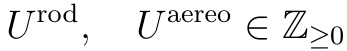 U^rod, U^aereo ∈ ℤ_≥0